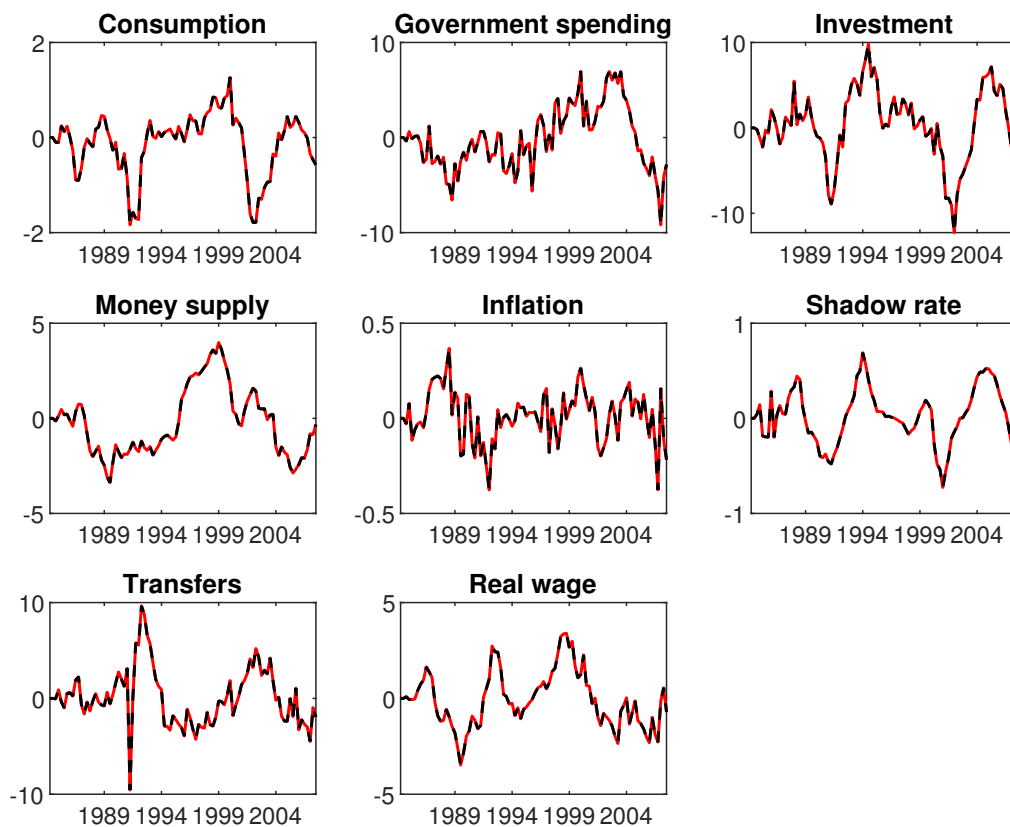 Consumption
2
0
-2
1989 1994 1999 2004
Government spending
10
0
-10
1989 1994 1999 2004
Investment
0
-10
1989 1994 1999 2004
Money supply
5
0
-5
1989 1994 1999 2004
Inflation
0.5
0
-0.5
1989 1994 1999 2004
Shadow rate
1
0
-1
1989 1994 1999 2004
Transfers
10
0
-10
1989 1994 1999 2004
Real wage
5
0
-5
1989 1994 1999 2004